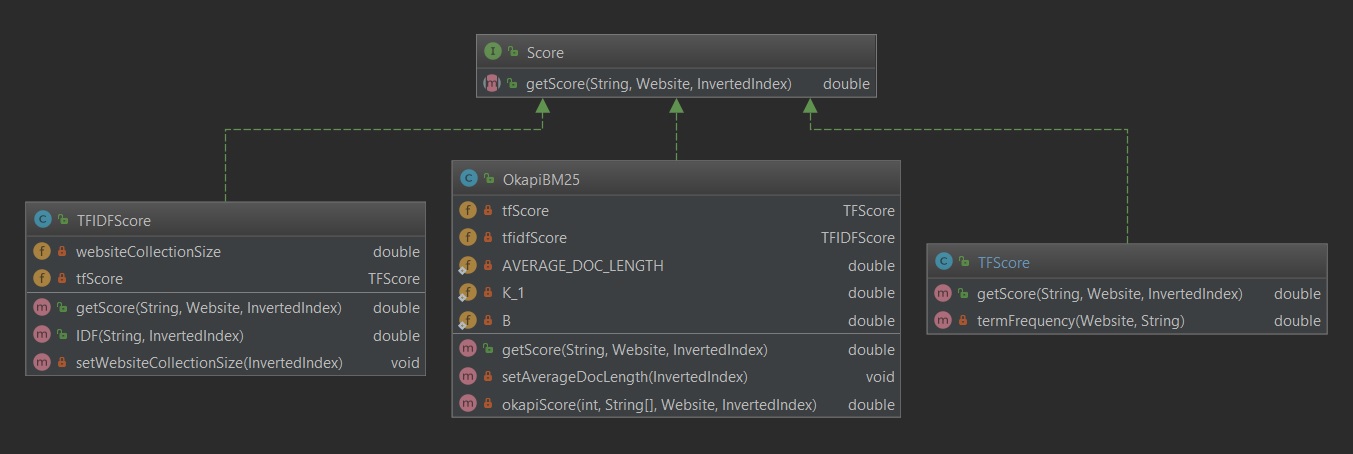 I Score
m getScore(String, Website, InvertedIndex) double
C TFIDFScore
f websiteCollectionSize double
f tfScore TFScore
m getScore(String, Website, InvertedIndex) double
m IDF(String, InvertedIndex) double
m setWebsiteCollectionSize(InvertedIndex) void
C OkapiBM25
f tfScore TFScore
f tfidfScore TFIDFScore
f AVERAGE_DOC_LENGTH double
f K_1 double
f B double
m getScore(String, Website, InvertedIndex) double
m setAverageDocLength(InvertedIndex) void
m okapiScore(int, String[], Website, InvertedIndex) double
C TFScore
m getScore(String, Website, InvertedIndex) double
m termFrequency(Website, String) double